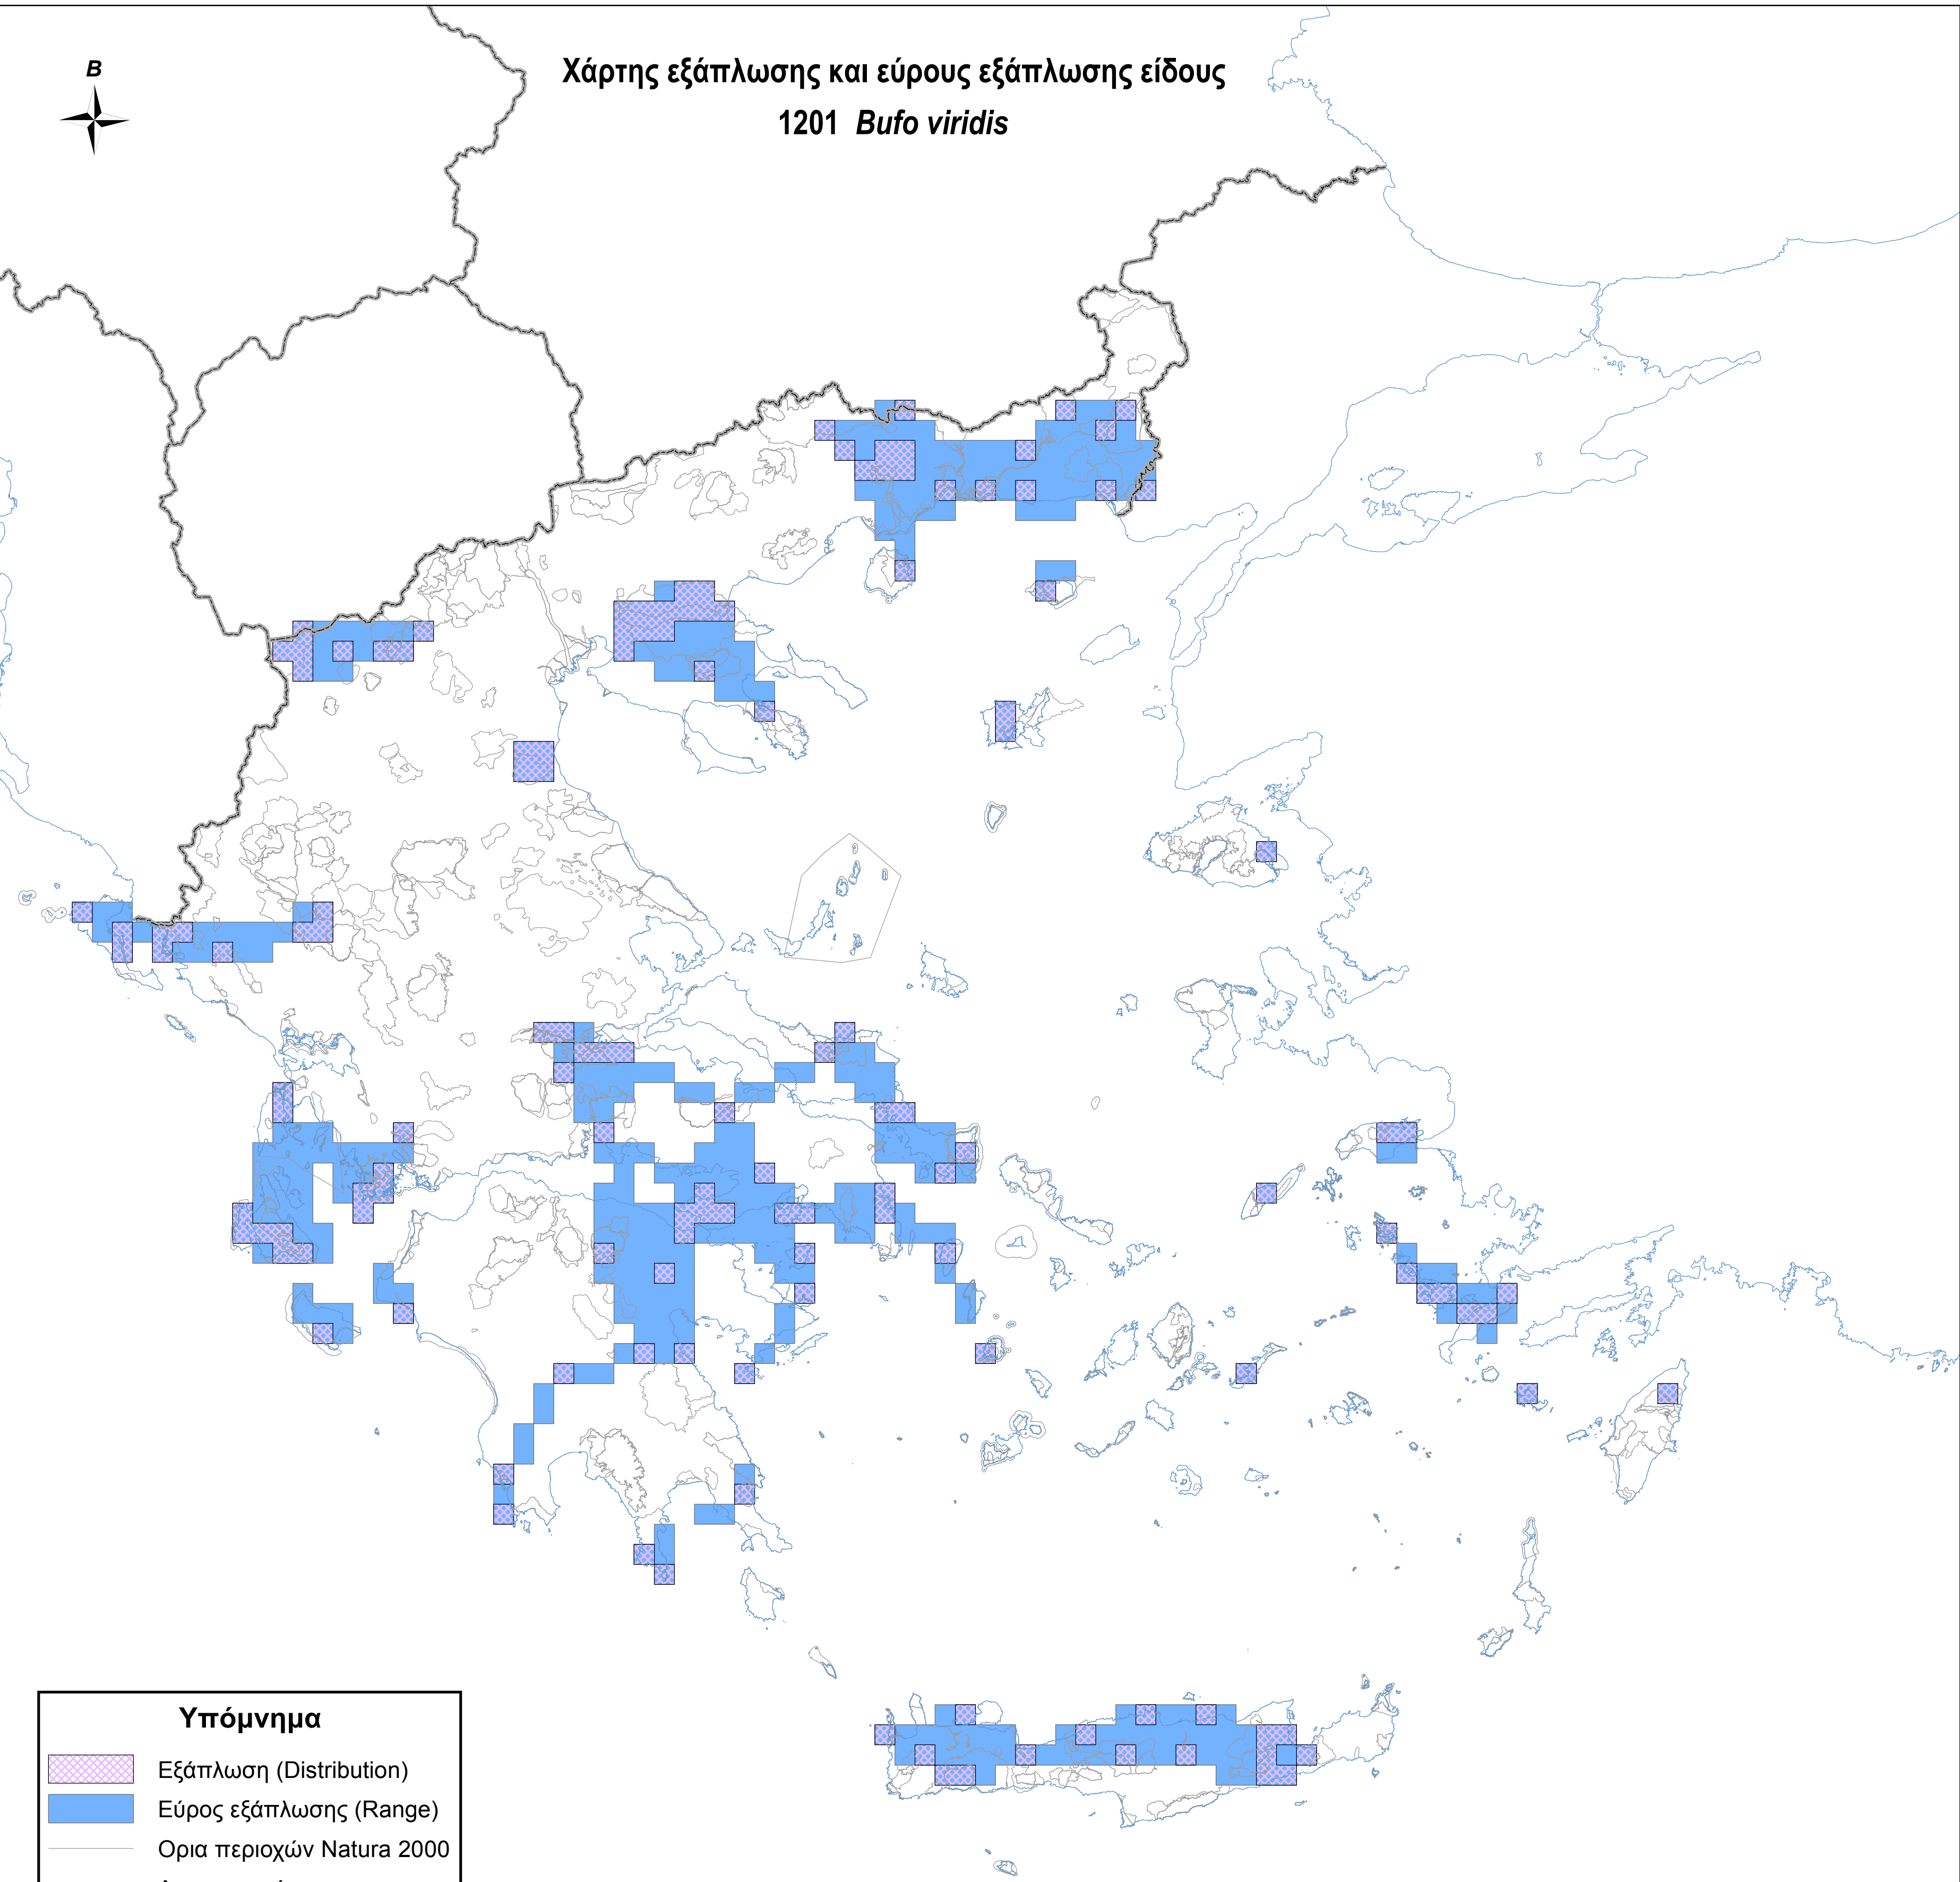 B
Χάρτης εξάπλωσης και εύρους εξάπλωσης είδους
1201 Bufo viridis
Υπόμνημα
Εξάπλωση (Distribution)
Εύρος εξάπλωσης (Range)
Ορια περιοχών Natura 2000